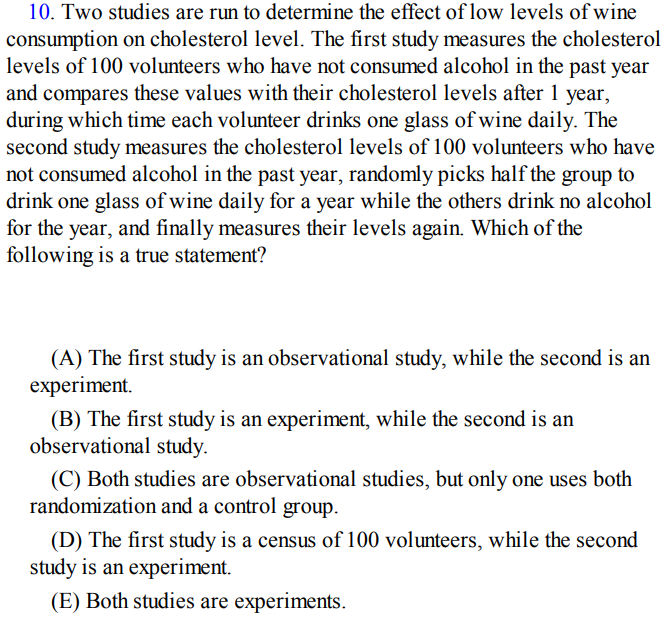 10. Two studies are run to determine the effect of low levels of wine
consumption on cholesterol level. The first study measures the cholesterol
levels of 100 volunteers who have not consumed alcohol in the past year
and compares these values with their cholesterol levels after 1 year,
during which time each volunteer drinks one glass of wine daily. The
second study measures the cholesterol levels of 100 volunteers who have
not consumed alcohol in the past year, randomly picks half the group to
drink one glass of wine daily for a year while the others drink no alcohol
for the year, and finally measures their levels again. Which of the
following is a true statement?
(A) The first study is an observational study, while the second is an
experiment.
(B) The first study is an experiment, while the second is an
observational study.
(C) Both studies are observational studies, but only one uses both
randomization and a control group.
(D) The first study is a census of 100 volunteers, while the second
study is an experiment.
(E) Both studies are experiments.